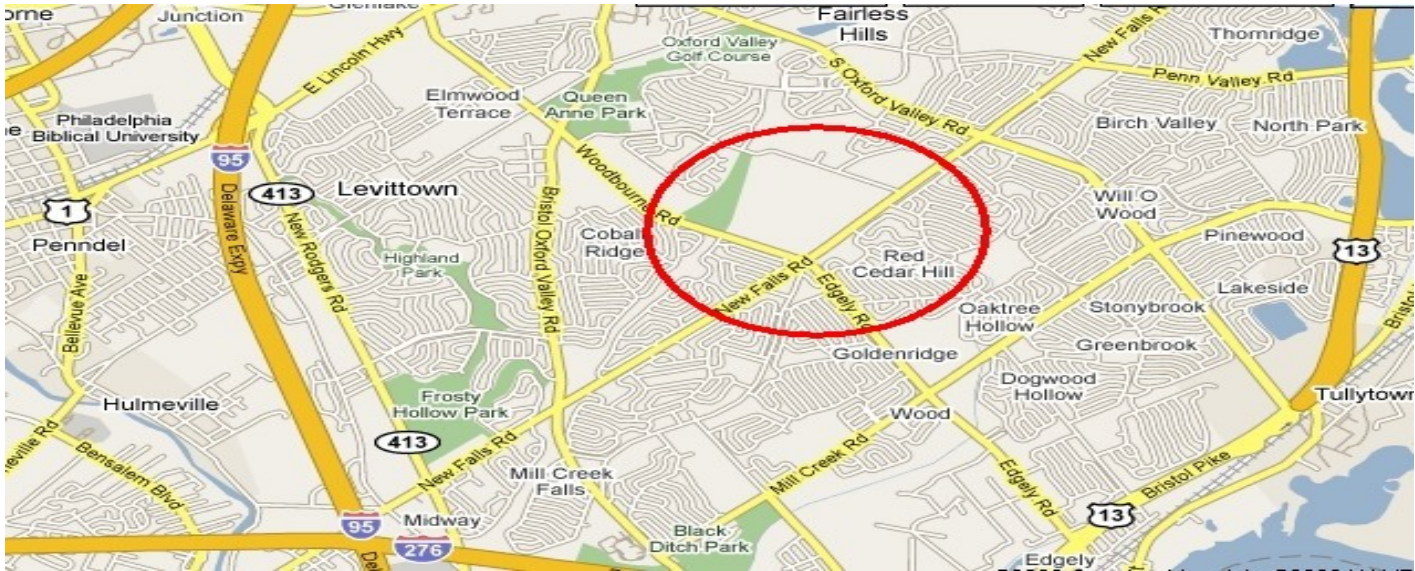 Junction
Glenlake
Fairless
Hills
Thornridge
New Falls Rd
Oxford Valley
Golf Course
S Oxford Valley Rd
Penn Valley Rd
E Lincoln Hwy
Elmwood
Terrace
Queen
Anne Park
Philadelphia
Biblical University
Birch Valley
North Park
95
Woodbourne Rd
413
Levittown
Delaware Expy
Bristol Oxford Valley Rd
Will O
Wood
1
Penndel
New Rodgers Rd
Cobalt
Ridge
Highland
Park
Red
Cedar Hill
Pinewood
13
Bellevue Ave
New Falls Rd
Edgely Rd
Lakeside
Oaktree
Hollow
Stonybrook
Greenbrook
Goldenridge
Dogwood
Hollow
Hulmeville
Frosty
Hollow Park
Wood
Tullytown
413
New Falls Rd
Bensalem Blvd
Mill Creek
Falls
Mill Creek Rd
Edgely Rd
Bristol Pike
95
Midway
276
Black
Ditch Park
13
Edgely